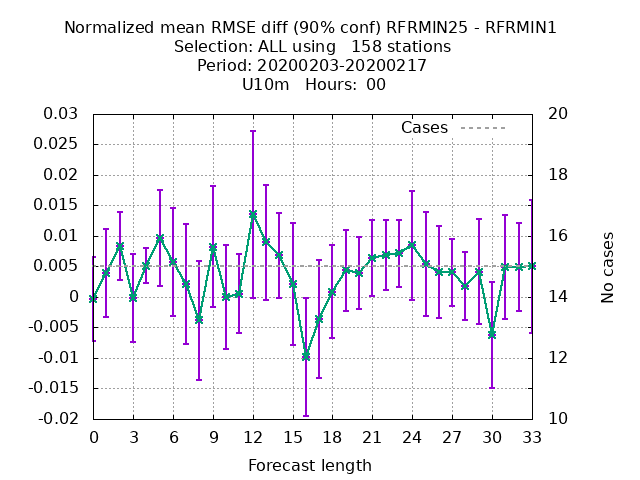 Normalized mean RMSE diff (90% conf) RFRMIN25 - RFRMIN1
Selection: ALL using   158 stations
Period: 20200203-20200217
U10m   Hours:  00
Cases
0.03
0.025
0.02
0.015
0.01
0.005
0
-0.005
-0.01
-0.015
-0.02
20
18
16
14
12
10
No cases
0 3 6 9 12 15 18 21 24 27 30 33
Forecast length